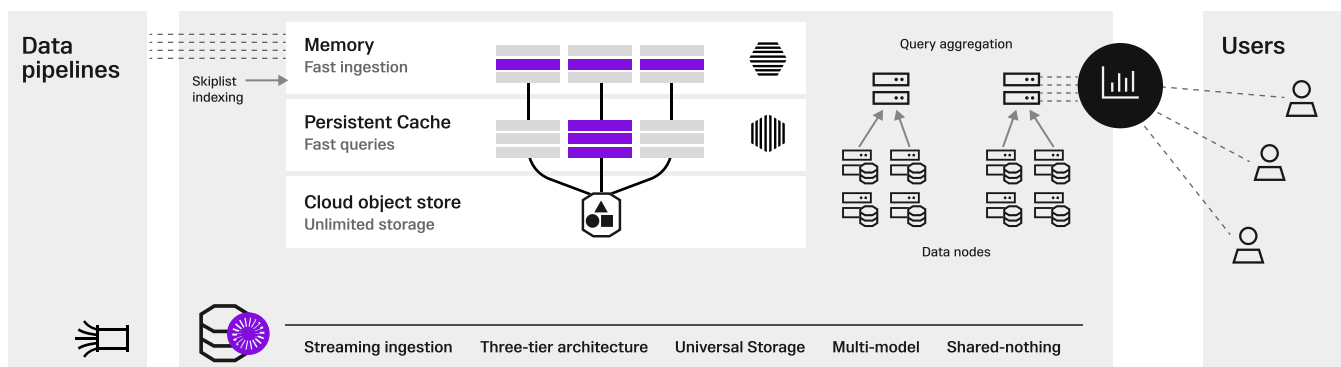 Data
pipelines
Skiplist
indexing
Memory
Fast ingestion
Persistent Cache
Fast queries
Cloud object store
Unlimited storage
Query aggregation
Data nodes
Users
Streaming ingestion
Three-tier architecture
Universal Storage
Multi-model
Shared-nothing